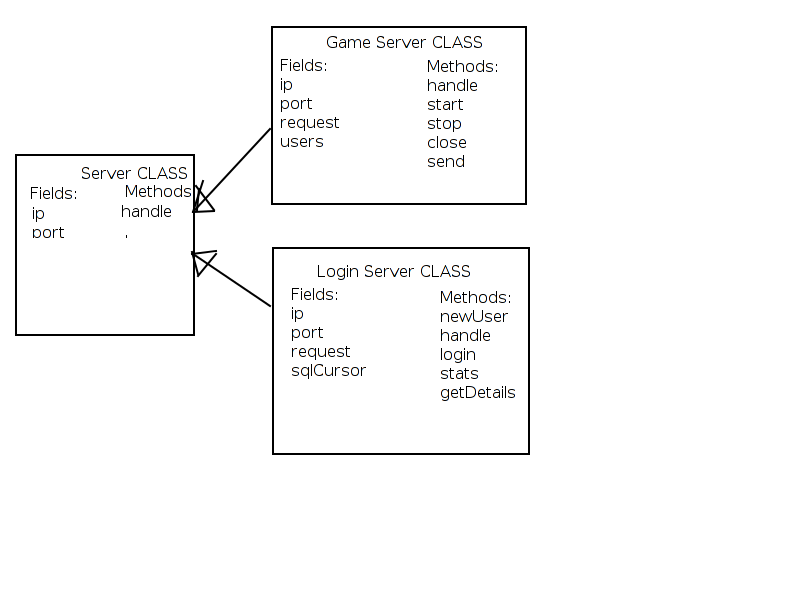 Game Server CLASS
Fields:
ip
port
request
users
Methods:
handle
start
stop
close
send
Server CLASS
Fields:
ip
port
Methods
handle
Login Server CLASS
Fields:
ip
port
request
sqlCursor
Methods:
newUser
handle
login
stats
getDetails